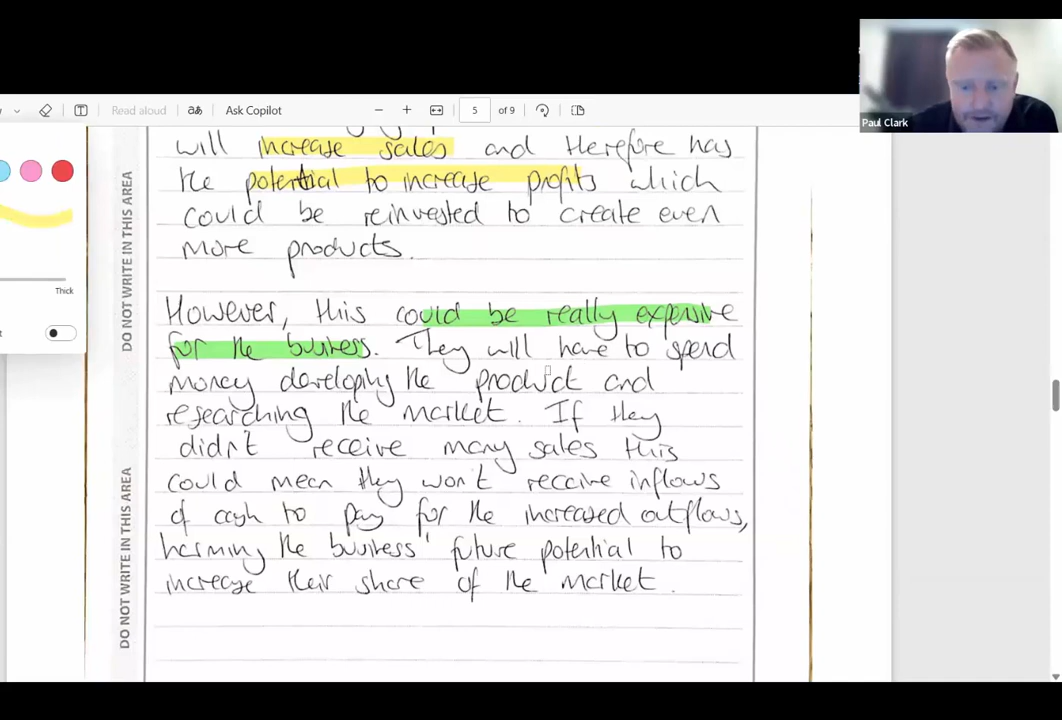 Paul Clark
Read aloud
aあ
Ask Copilot
5
of 9
Thick
DO NOT WRITE IN THIS AREA
DO NOT WRITE IN THIS AREA
will increase sales and therefore has
the potential to increase profits which
could be reinvested to create even
more products.
However, this could be really expensive
for the business. They will have to spend
money developing the product and
researching the market. If they
didn't receive many sales this
could mean they won't receive inflows
of cash to pay for the increased outflows,
harming the business' future potential to
increase their share of the market.